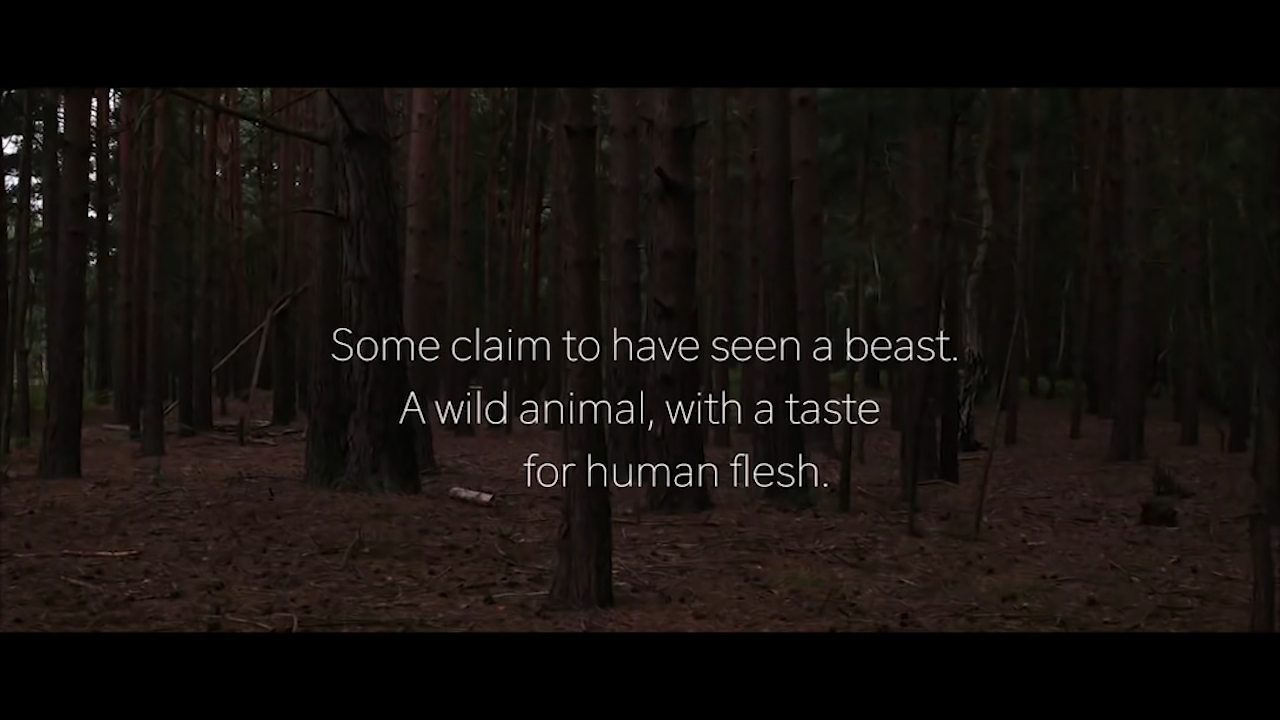 Some claim to have seen a beast.
A wild animal, with a taste
for human flesh.